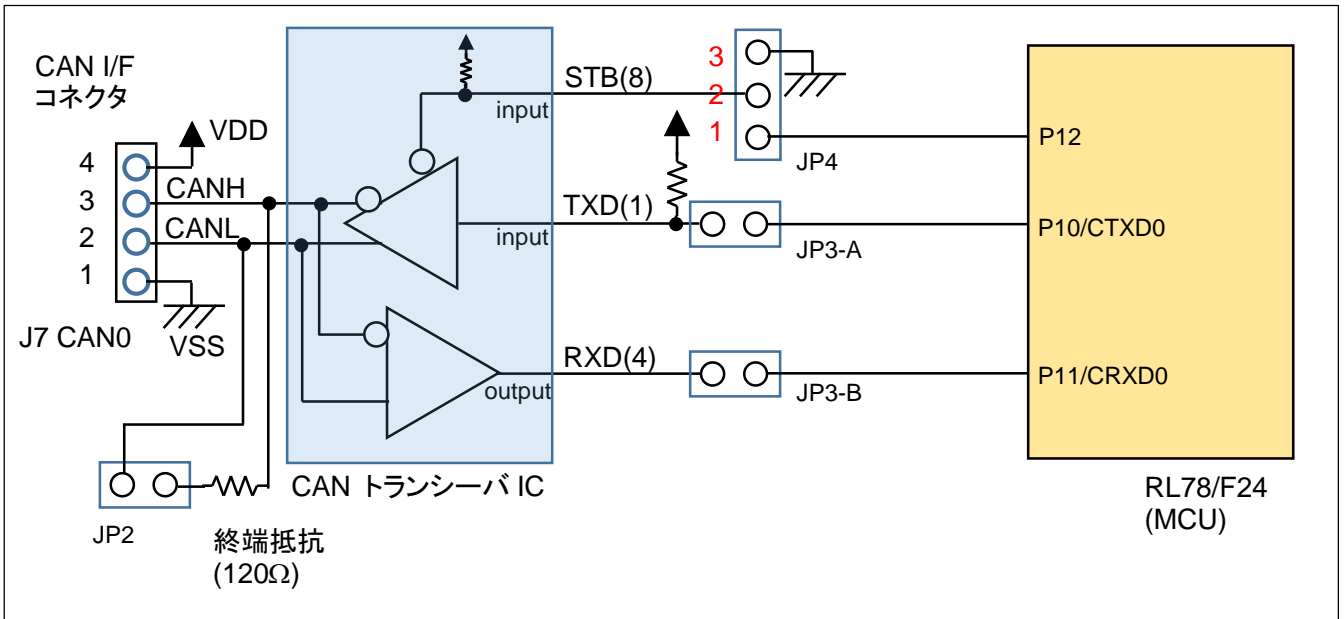 CAN I/F
コネクタ
4
VDD
3
CANH
2
CANL
1
VSS
J7 CAN0
JP2
終端抵抗
(120Ω)
CAN トランシーバ IC
STB(8)
input
TXD(1)
input
RXD(4)
output
3
2
1
JP4
JP3-A
JP3-B
P12
P10/CTXD0
P11/CRXD0
RL78/F24
(MCU)